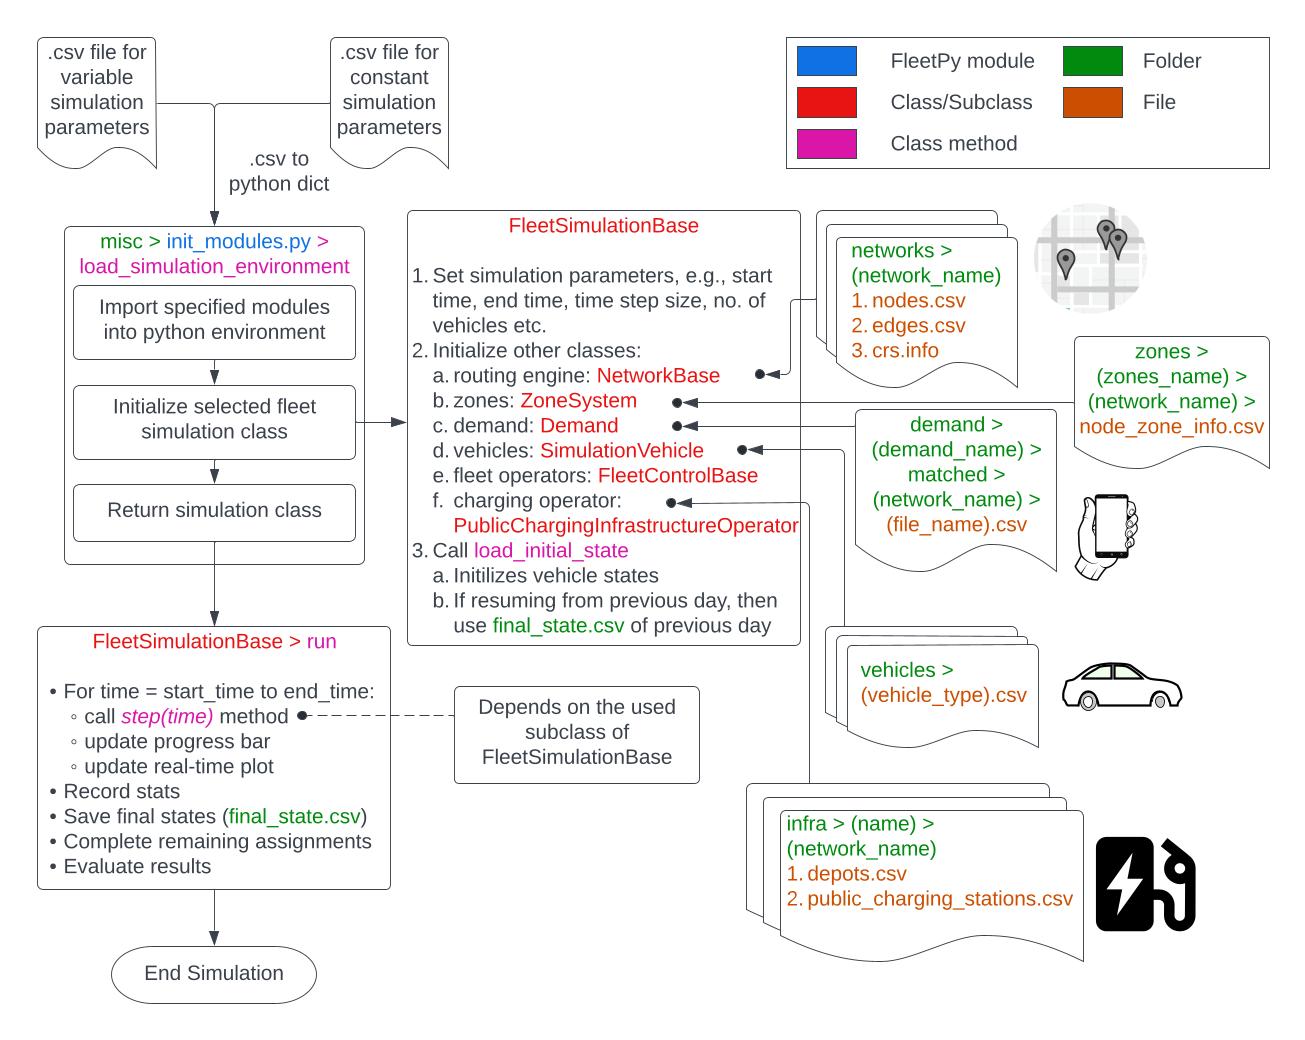 .csv file for
variable
simulation
parameters
.csv file for
constant
simulation
parameters
.csv to
python dict
FleetPy module
Class/Subclass
Class method
Folder
File
misc > init_modules.py >
load_simulation_environment
Import specified modules
into python environment
Initialize selected fleet
simulation class
Return simulation class
FleetSimulationBase
1. Set simulation parameters, e.g., start
time, end time, time step size, no. of
vehicles etc.
2. Initialize other classes:
a. routing engine: NetworkBase
b. zones: ZoneSystem
c. demand: Demand
d. vehicles: SimulationVehicle
e. fleet operators: FleetControlBase
f. charging operator:
PublicChargingInfrastructureOperator
3. Call load_initial_state
a. Initilizes vehicle states
b. If resuming from previous day, then
use final_state.csv of previous day
networks >
(network_name)
1. nodes.csv
2. edges.csv
3. crs.info
zones >
(zones_name) >
(network_name) >
node_zone_info.csv
demand >
(demand_name) >
matched >
(network_name) >
(file_name).csv
vehicles >
(vehicle_type).csv
infra > (name) >
(network_name)
1. depots.csv
2. public_charging_stations.csv
FleetSimulationBase > run
• For time = start_time to end_time:
◦ call step(time) method
◦ update progress bar
◦ update real-time plot
• Record stats
• Save final states (final_state.csv)
• Complete remaining assignments
• Evaluate results
Depends on the used
subclass of
FleetSimulationBase
End Simulation